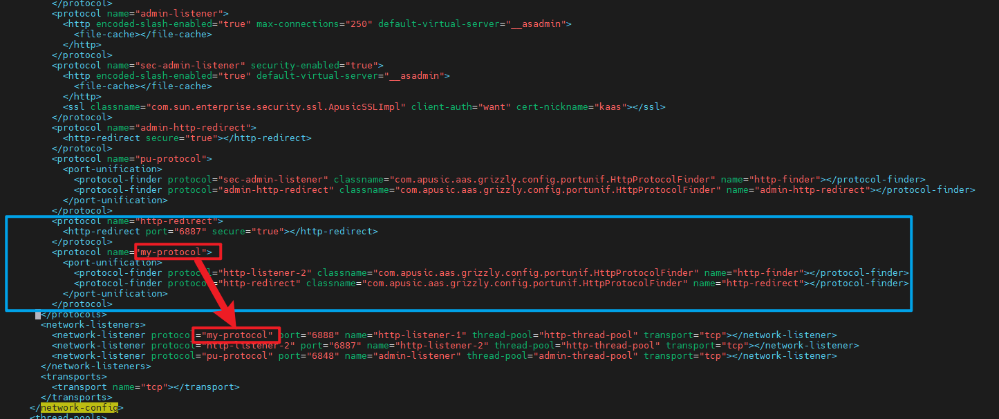 </protocol>
<protocol name="admin-listener">
<http encoded-slash-enabled="true" max-connections="250" default-virtual-server="__asadmin">
<file-cache></file-cache>
</http>
</protocol>
<protocol name="sec-admin-listener" security-enabled="true">
<http encoded-slash-enabled="true" default-virtual-server="__asadmin">
<file-cache></file-cache>
</http>
<ssl classname="com.sun.enterprise.security.ssl.ApusicSSLImpl" client-auth="want" cert-nickname="kaas"></ssl>
</protocol>
<protocol name="admin-http-redirect">
<http-redirect secure="true"></http-redirect>
</protocol>
<protocol name="pu-protocol">
<port-unification>
<protocol-finder protocol="sec-admin-listener" classname="com.apusic.aas.grizzly.config.portunif.HttpProtocolFinder" name="http-finder"></protocol-finder>
<protocol-finder protocol="admin-http-redirect" classname="com.apusic.aas.grizzly.config.portunif.HttpProtocolFinder" name="admin-http-redirect"></protocol-finder>
</port-unification>
</protocol>
<protocol name="http-redirect">
<http-redirect port="6887" secure="true"></http-redirect>
</protocol>
<protocol name="my-protocol">
<port-unification>
<protocol-finder protocol="http-listener-2" classname="com.apusic.aas.grizzly.config.portunif.HttpProtocolFinder" name="http-finder"></protocol-finder>
<protocol-finder protocol="http-redirect" classname="com.apusic.aas.grizzly.config.portunif.HttpProtocolFinder" name="http-redirect"></protocol-finder>
</port-unification>
</protocol>
</protocols>
<network-listeners>
<network-listener protocol="my-protocol" port="6888" name="http-listener-1" thread-pool="http-thread-pool" transport="tcp"></network-listener>
<network-listener protocol="http-listener-2" port="6887" name="http-listener-2" thread-pool="http-thread-pool" transport="tcp"></network-listener>
<network-listener protocol="pu-protocol" port="6848" name="admin-listener" thread-pool="admin-thread-pool" transport="tcp"></network-listener>
</network-listeners>
<transports>
<transport name="tcp"></transport>
</transports>
</network-config>
<thread-pools>